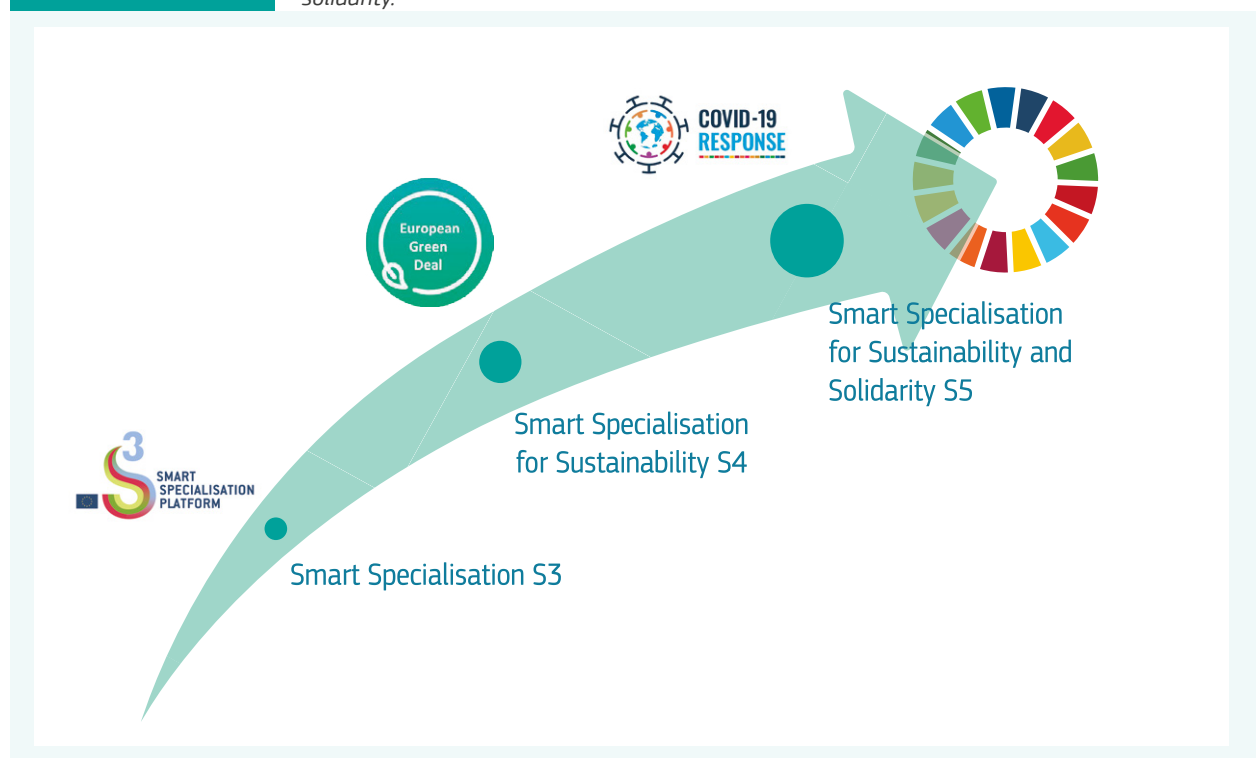 solidarity.
COVID-19
RESPONSE
European
Green
Deal
Smart Specialisation
for Sustainability and
Solidarity S5
Smart Specialisation
for Sustainability S4
S3
SMART
SPECIALISATION
PLATFORM
Smart Specialisation S3